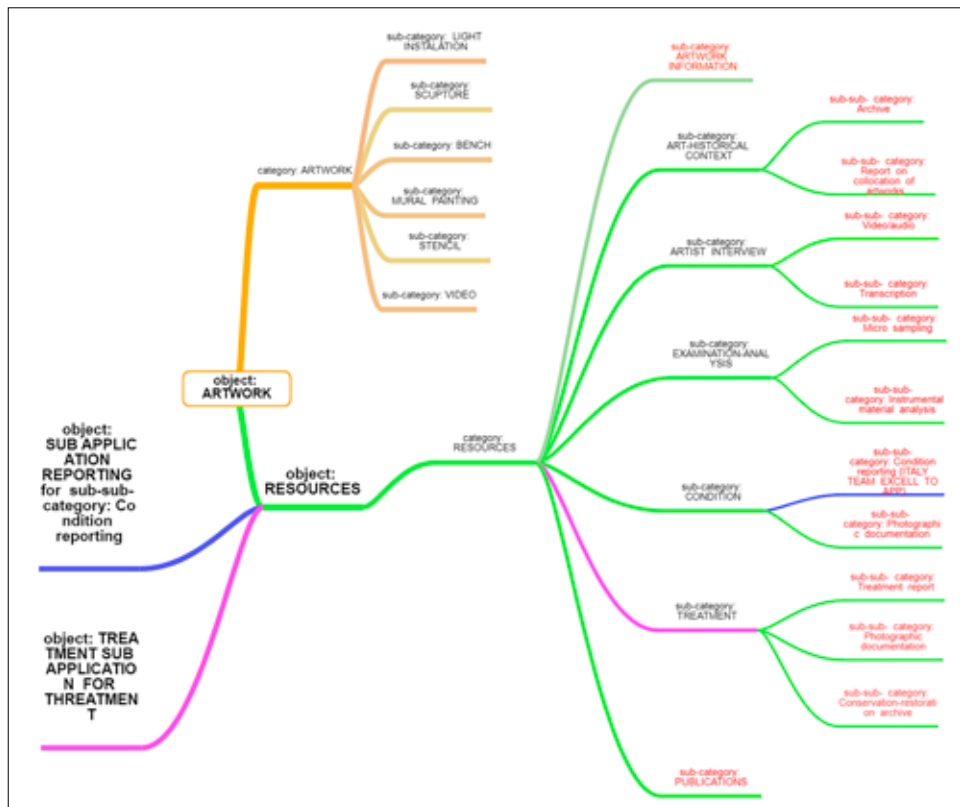 sub-category: LIGHT
INSTALATION
sub-category:
SCUPTURE
sub-category: BENCH
category: ARTWORK
sub-category:
MURAL PAINTING
sub-category:
STENCIL
sub-category: VIDEO
object:
ARTWORK
object:
SUB APPLIC
ATION
REPORTING
for sub-sub-
category: Co
ndition
reporting
object:
RESOURCES
object: TREA
TMENT SUB
APPLICATIO
N FOR
THREATMEN
T
category:
RESOURCES
sub-category:
ARTWORK
INFORMATION
sub-category:
ART-HISTORICAL
CONTEXT
sub-sub- category:
Archive
sub-sub- category:
Report on
collocation of
artworks
sub-category:
ARTIST INTERVIEW
sub-sub- category:
Video/audio
sub-sub- category:
Transcription
sub-category:
EXAMINATION-ANAL
YSIS
sub-sub- category:
Micro sampling
sub-sub-
category: Instrumental
material analysis
sub-category:
CONDITION
sub-sub-
category: Condition
reporting (ITALY
TEAM EXCELL TO
APP)
sub-sub-
category: Photographi
c documentation
sub-category:
TREATMENT
sub-sub- category:
Treatment report
sub-sub- category:
Photographic
documentation
sub-sub- category:
Conservation-restorati
on archive
sub-category:
PUBLICATIONS